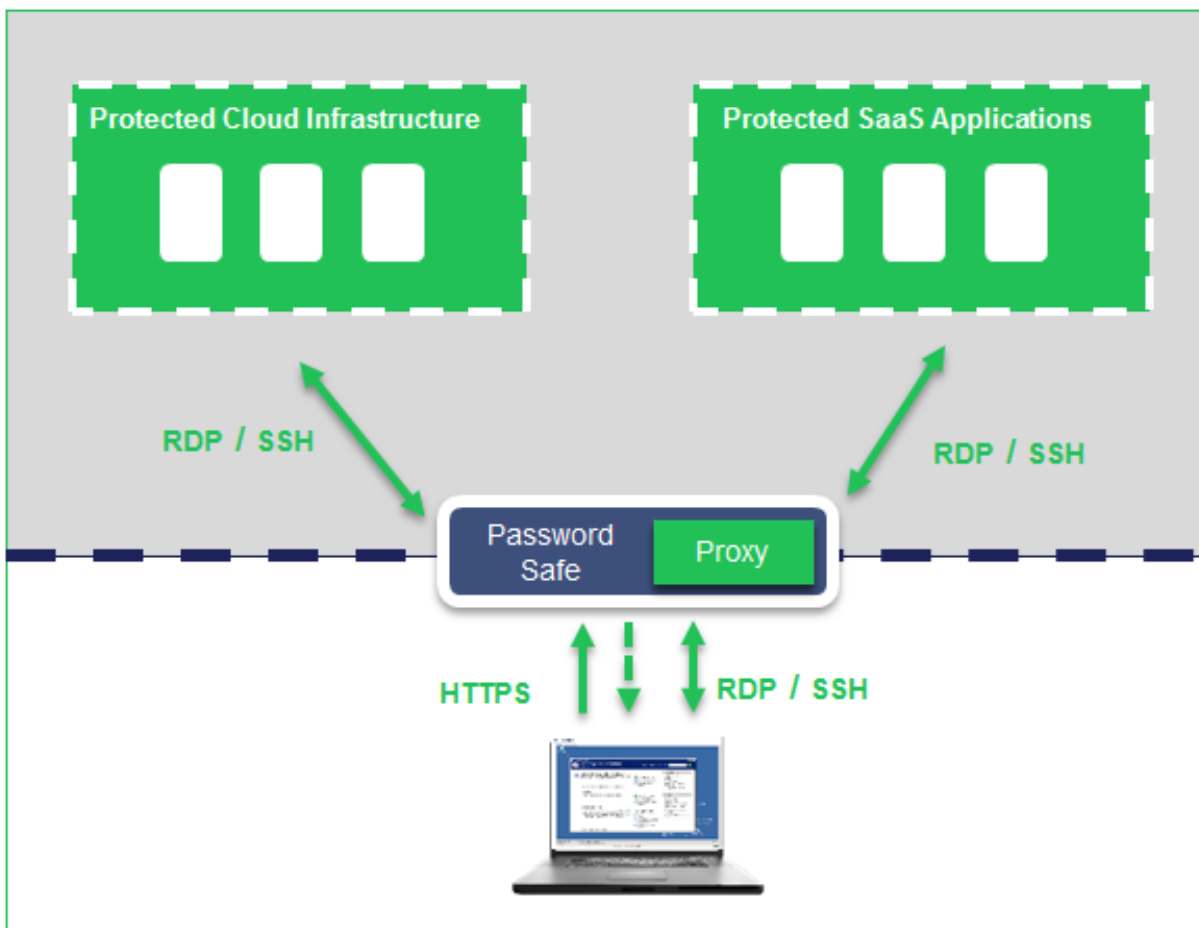 Protected Cloud Infrastructure
Protected SaaS Applications
RDP / SSH
RDP / SSH
Password
Safe
Proxy
HTTPS
RDP / SSH